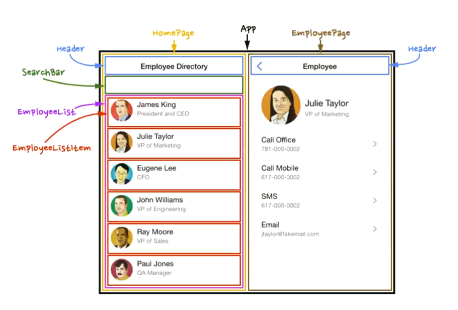 App
HomePage
EmployeePage
Header
Header
SearchBar
EmployeeList
EmployeeListItem
Employee Directory
James King
President and CEO
Julie Taylor
VP of Marketing
Eugene Lee
CFO
John Williams
VP of Engineering
Ray Moore
VP of Sales
Paul Jones
QA Manager
Employee
Julie Taylor
VP of Marketing
Call Office
781-000-0002
Call Mobile
617-000-0002
SMS
617-000-0002
Email
jtaylor@fakemail.com